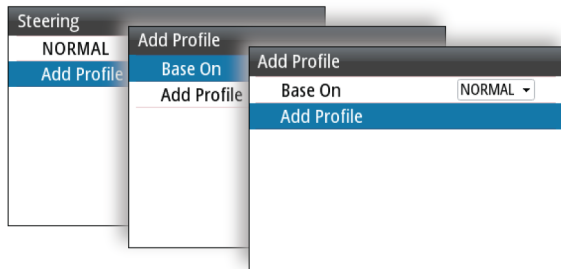 Steering
NORMAL
Add Profile
Add Profile
Base On
Add Profile
Add Profile
Base On NORMAL
Add Profile